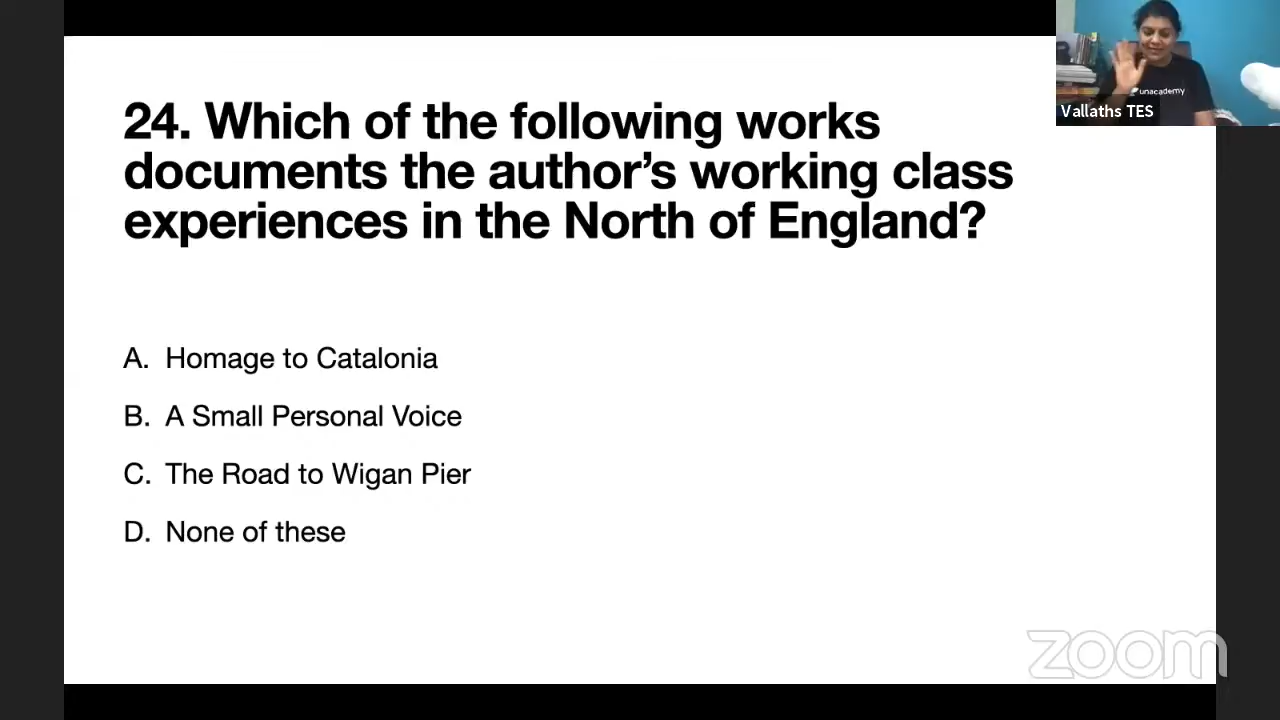 24. Which of the following works
documents the author’s working class
experiences in the North of England?
A. Homage to Catalonia
B. A Small Personal Voice
C. The Road to Wigan Pier
D. None of these
unacademy
Vallaths TES
zoom